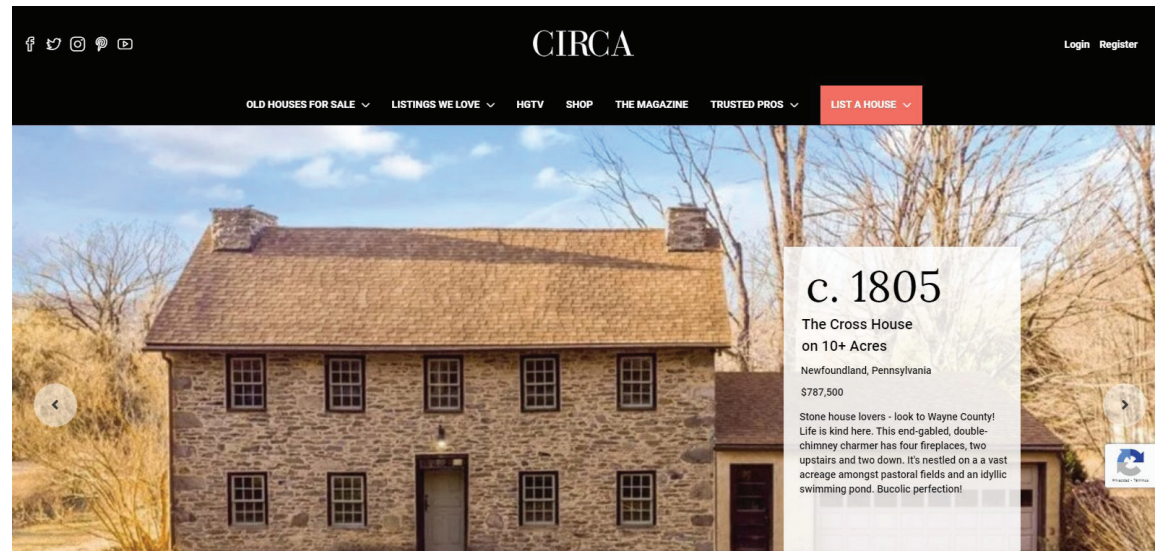 CIRCA
Login Register
OLD HOUSES FOR SALE LISTINGS WE LOVE HGTV SHOP THE MAGAZINE TRUSTED PROS LIST A HOUSE
c. 1805
The Cross House
on 10+ Acres
Newfoundland, Pennsylvania
$787,500
Stone house lovers - look to Wayne County!
Life is kind here. This end-gabled, double-
chimney charmer has four fireplaces, two
upstairs and two down. It's nestled on a a vast
acreage amongst pastoral fields and an idyllic
swimming pond. Bucolic perfection!
Privacidad - Términos